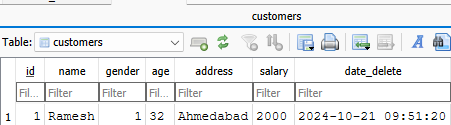 customers
Table: customers
id name gender age address salary date_delete
Fil... Filter Filter Fil... Filter Filter Filter
1 1 Ramesh 1 32 Ahmedabad 2000 2024-10-21 09:51:20